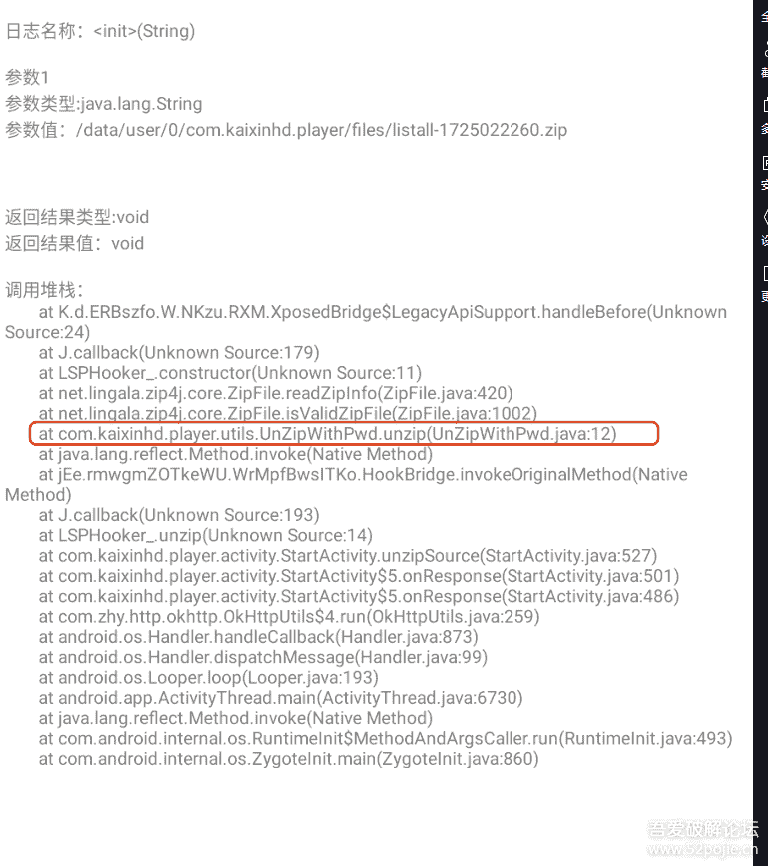 日志名称：<init>(String)
参数1
参数类型:java.lang.String
参数值：/data/user/0/com.kaixinhd.player/files/listall-1725022260.zip
返回结果类型:void
返回结果值：void
调用堆栈：
at K.d.ERBszfo.W.NKzu.RXM.XposedBridge$LegacyApiSupport.handleBefore(Unknown
Source:24)
at J.callback(Unknown Source:179)
at LSPHooker_.constructor(Unknown Source:11)
at net.lingala.zip4j.core.ZipFile.readZipInfo(ZipFile.java:420)
at net.lingala.zip4j.core.ZipFile.isValidZipFile(ZipFile.java:1002)
at com.kaixinhd.player.utils.UnZipWithPwd.unzip(UnZipWithPwd.java:12)
at java.lang.reflect.Method.invoke(Native Method)
at jEe.rmwgmZOTkeWU.WrMpfBwsITKo.HookBridge.invokeOriginalMethod(Native
Method)
at J.callback(Unknown Source:193)
at LSPHooker_.unzip(Unknown Source:14)
at com.kaixinhd.player.activity.StartActivity.unzipSource(StartActivity.java:527)
at com.kaixinhd.player.activity.StartActivity$5.onResponse(StartActivity.java:501)
at com.kaixinhd.player.activity.StartActivity$5.onResponse(StartActivity.java:486)
at com.zhy.http.okhttp.OkHttpUtils$4.run(OkHttpUtils.java:259)
at android.os.Handler.handleCallback(Handler.java:873)
at android.os.Handler.dispatchMessage(Handler.java:99)
at android.os.Looper.loop(Looper.java:193)
at android.app.ActivityThread.main(ActivityThread.java:6730)
at java.lang.reflect.Method.invoke(Native Method)
at com.android.internal.os.RuntimeInit$MethodAndArgsCaller.run(RuntimeInit.java:493)
at com.android.internal.os.ZygoteInit.main(ZygoteInit.java:860)
吾爱破解论坛
www.52pojie.cn